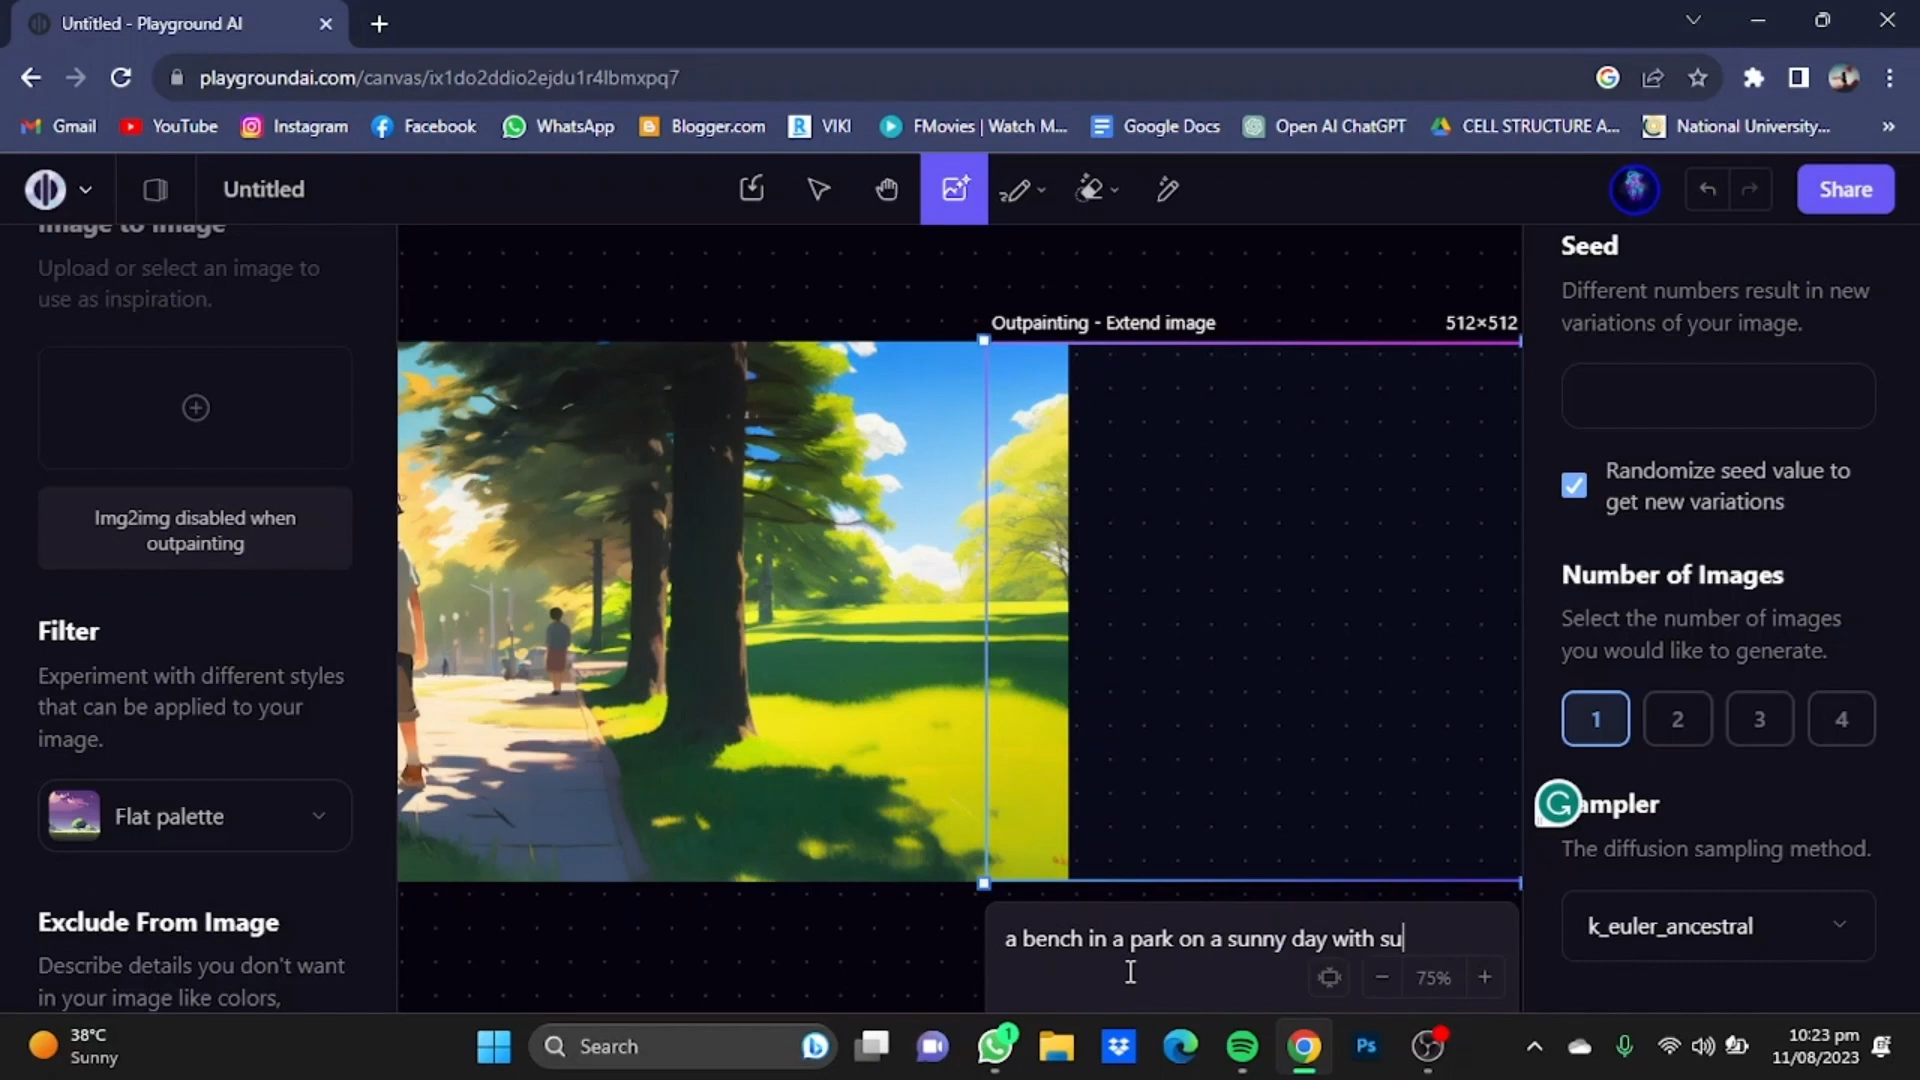 Untitled - Playground AI
playgroundai.com/canvas/ix1do2ddio2ejdu1r4lbmxpq7
Gmail
YouTube
Instagram
Facebook
WhatsApp
Blogger.com
VIKI
FMovies | Watch M...
Google Docs
Open AI ChatGPT
CELL STRUCTURE A...
National University...
»
Untitled
Share
Image to Image
Upload or select an image to
use as inspiration.
Img2img disabled when
outpainting
Filter
Experiment with different styles
that can be applied to your
image.
Flat palette
Exclude From Image
Describe details you don't want
in your image like colors,
Outpainting - Extend image
512×512
a bench in a park on a sunny day with su
75%
Seed
Different numbers result in new
variations of your image.
Randomize seed value to
get new variations
Number of Images
Select the number of images
you would like to generate.
1
2
3
4
ampler
The diffusion sampling method.
k_euler_ancestral
38°C
Sunny
Search
1
Ps
10:23 pm
11/08/2023